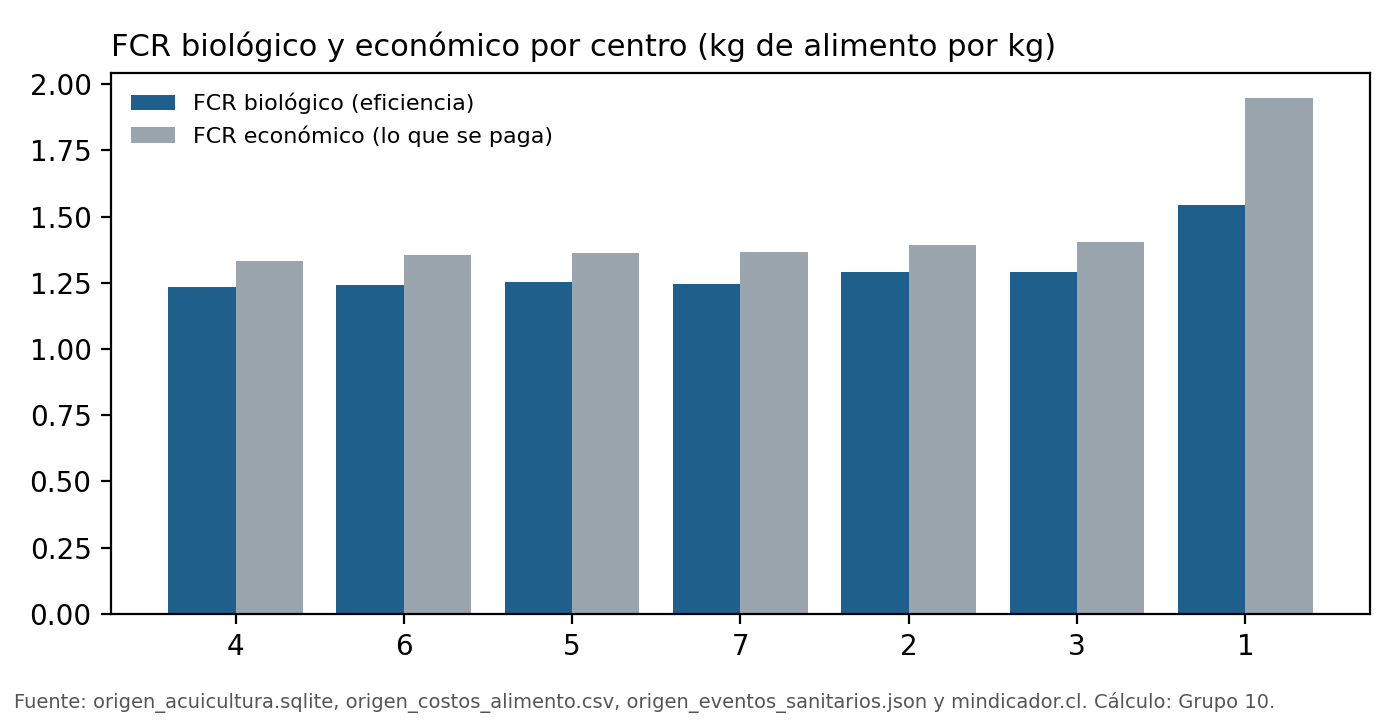 FCR biológico y económico por centro (kg de alimento por kg)
FCR biológico (eficiencia)
FCR económico (lo que se paga)
2.00
1.75
1.50
1.25
1.00
0.75
0.50
0.25
0.00
4 6 5 7 2 3 1
Fuente: origen_acuicultura.sqlite, origen_costos_alimento.csv, origen_eventos_sanitarios.json y mindicador.cl. Cálculo: Grupo 10.